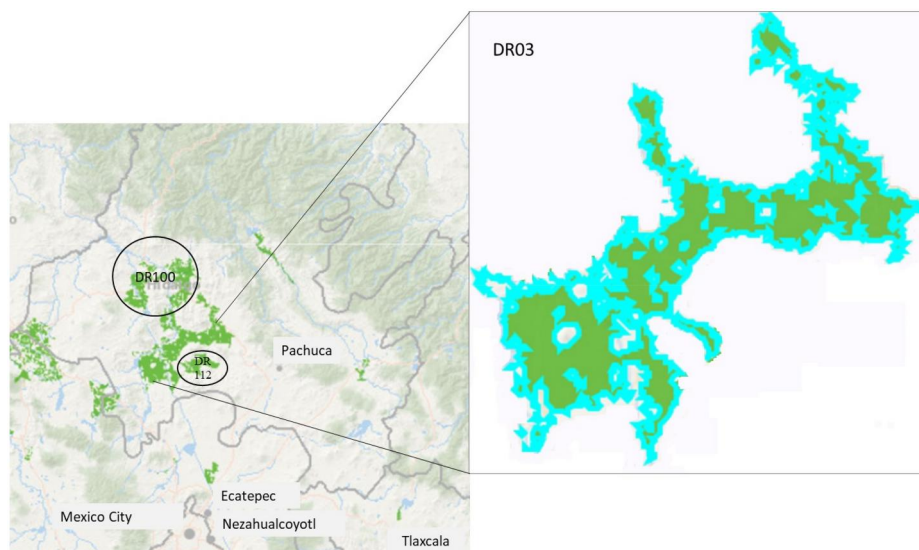 DR03
DR100
Pachuca
DR
112
Ecatepec
Mexico City
Nezahualcoyotl
Tlaxcala